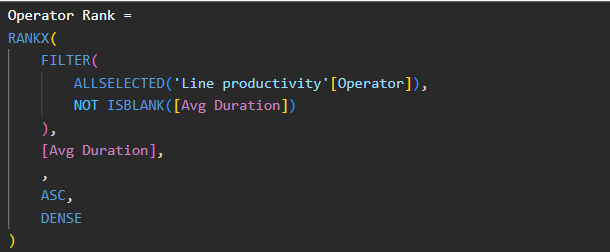 Operator Rank =
RANKX(
    FILTER(
        ALLSELECTED('Line productivity'[Operator]),
        NOT ISBLANK([Avg Duration])
    ),
    [Avg Duration],
    ,
    ASC,
    DENSE
)